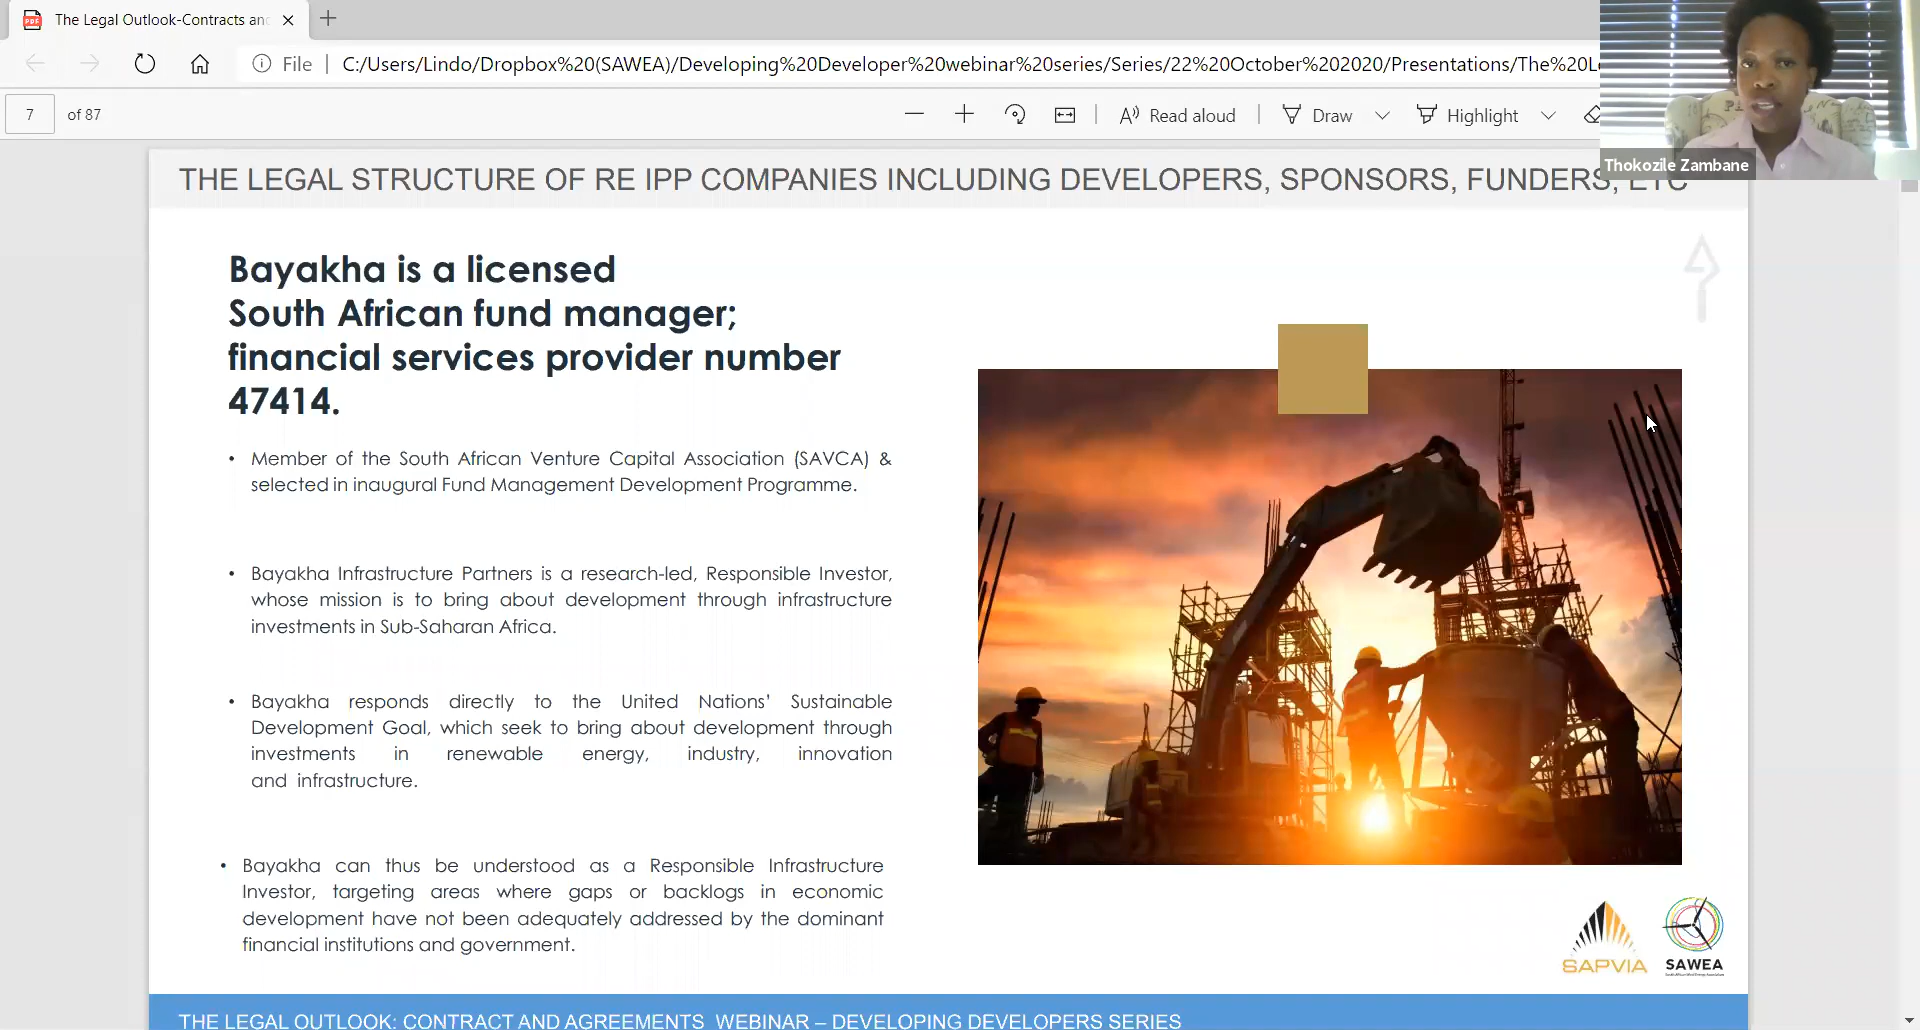 The Legal Outlook-Contracts an
File
C:/Users/Lindo/Dropbox%20(SAWEA)/Developing%20Developer%20webinar%20series/Series/22%20October%202020/Presentations/The%20L
7 of 87
Read aloud
Draw
Highlight
Thokozile Zambane
THE LEGAL STRUCTURE OF RE IPP COMPANIES INCLUDING DEVELOPERS, SPONSORS, FUNDERS, ETC
Bayakha is a licensed
South African fund manager;
financial services provider number
47414.
• Member of the South African Venture Capital Association (SAVCA) &
selected in inaugural Fund Management Development Programme.
• Bayakha Infrastructure Partners is a research-led, Responsible Investor,
whose mission is to bring about development through infrastructure
investments in Sub-Saharan Africa.
• Bayakha responds directly to the United Nations' Sustainable
Development Goal, which seek to bring about development through
investments in renewable energy, industry, innovation
and infrastructure.
• Bayakha can thus be understood as a Responsible Infrastructure
Investor, targeting areas where gaps or backlogs in economic
development have not been adequately addressed by the dominant
financial institutions and government.
SAPVIA
SAWEA
THE LEGAL OUTLOOK: CONTRACT AND AGREEMENTS WEBINAR – DEVELOPING DEVELOPERS SERIES